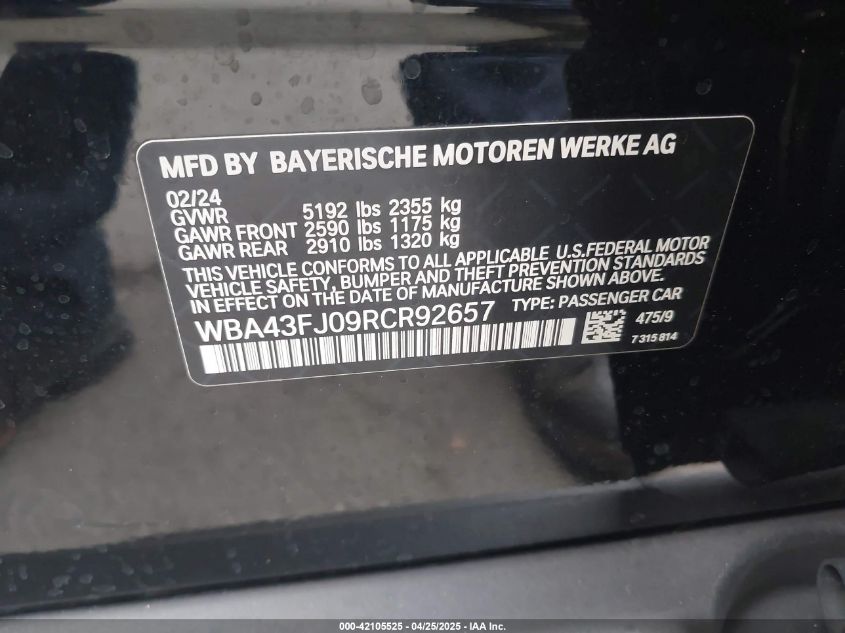 MFD BY BAYERISCHE MOTOREN WERKE AG
02/24
GVWR 5192 lbs 2355 kg
GAWR FRONT 2590 lbs 1175 kg
GAWR REAR 2910 lbs 1320 kg
THIS VEHICLE CONFORMS TO ALL APPLICABLE U.S.FEDERAL MOTOR
VEHICLE SAFETY, BUMPER AND THEFT PREVENTION STANDARDS
IN EFFECT ON THE DATE OF MANUFACTURE SHOWN ABOVE.
WBA43FJ09RCR92657 TYPE: PASSENGER CAR
475/9
7 315 814
000-42105525 - 04/25/2025 - IAA Inc.